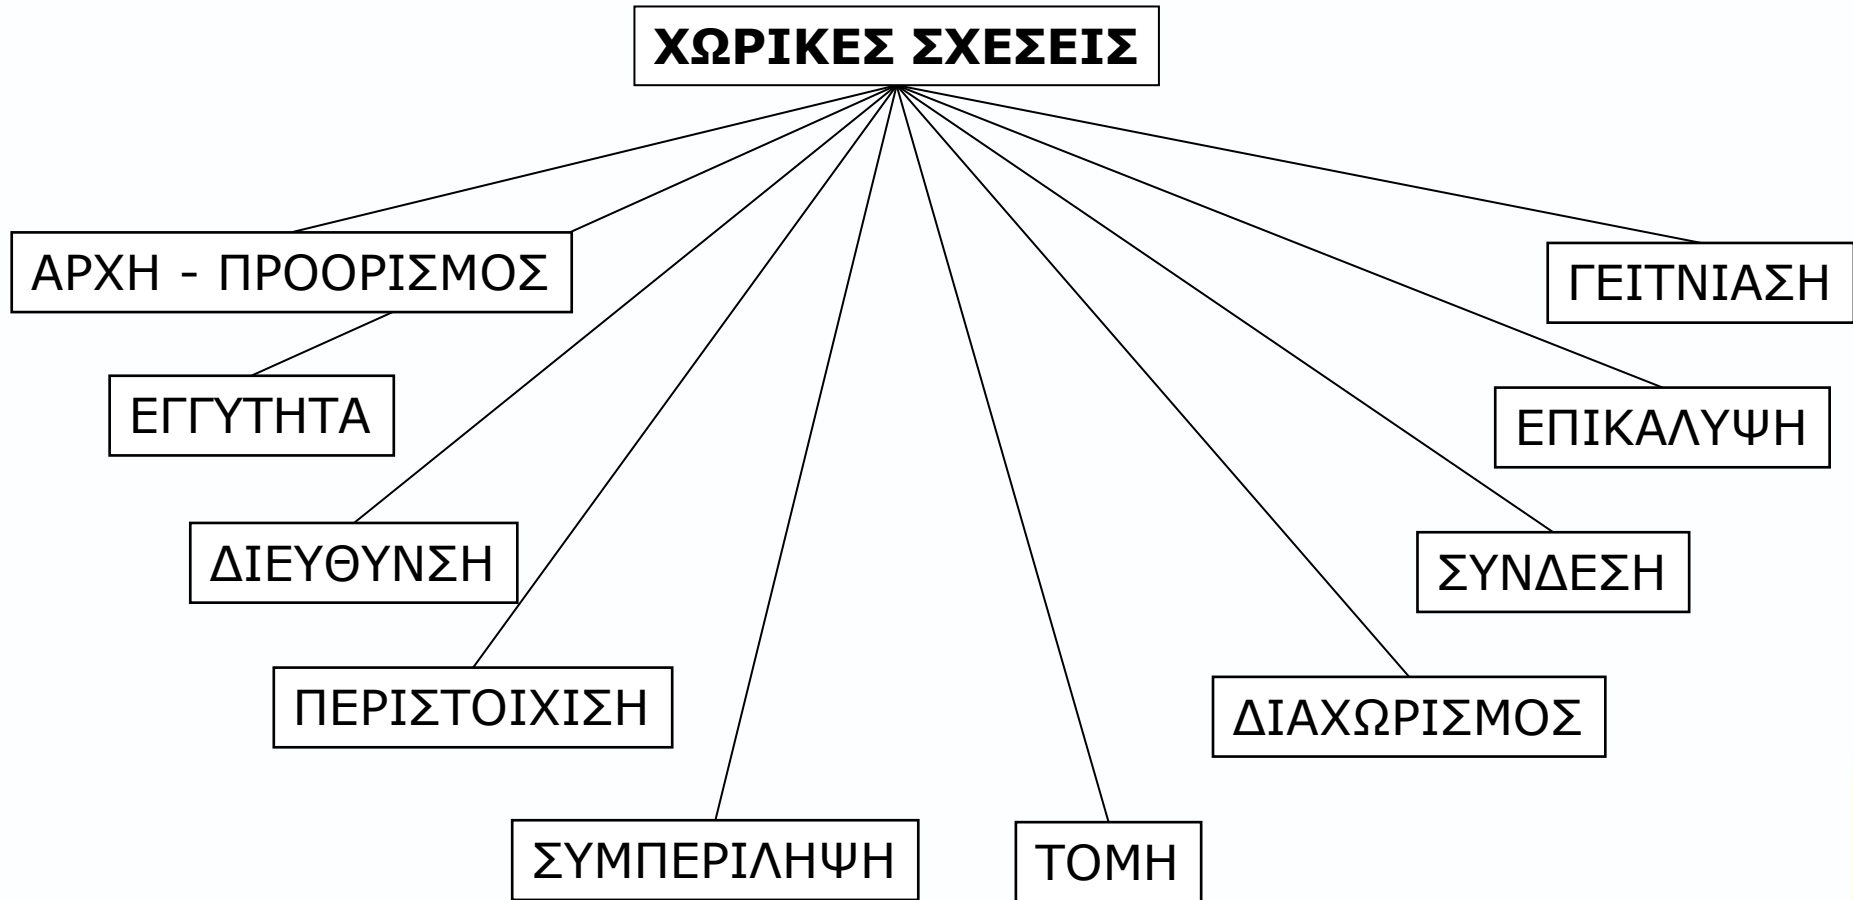 ΧΩΡΙΚΕΣ ΣΧΕΣΕΙΣ
ΑΡΧΗ - ΠΡΟΟΡΙΣΜΟΣ
ΓΕΙΤΝΙΑΣΗ
ΕΓΓΥΤΗΤΑ
ΕΠΙΚΑΛΥΨΗ
ΔΙΕΥΘΥΝΣΗ
ΣΥΝΔΕΣΗ
ΠΕΡΙΣΤΟΙΧΙΣΗ
ΔΙΑΧΩΡΙΣΜΟΣ
ΣΥΜΠΕΡΙΛΗΨΗ
ΤΟΜΗ